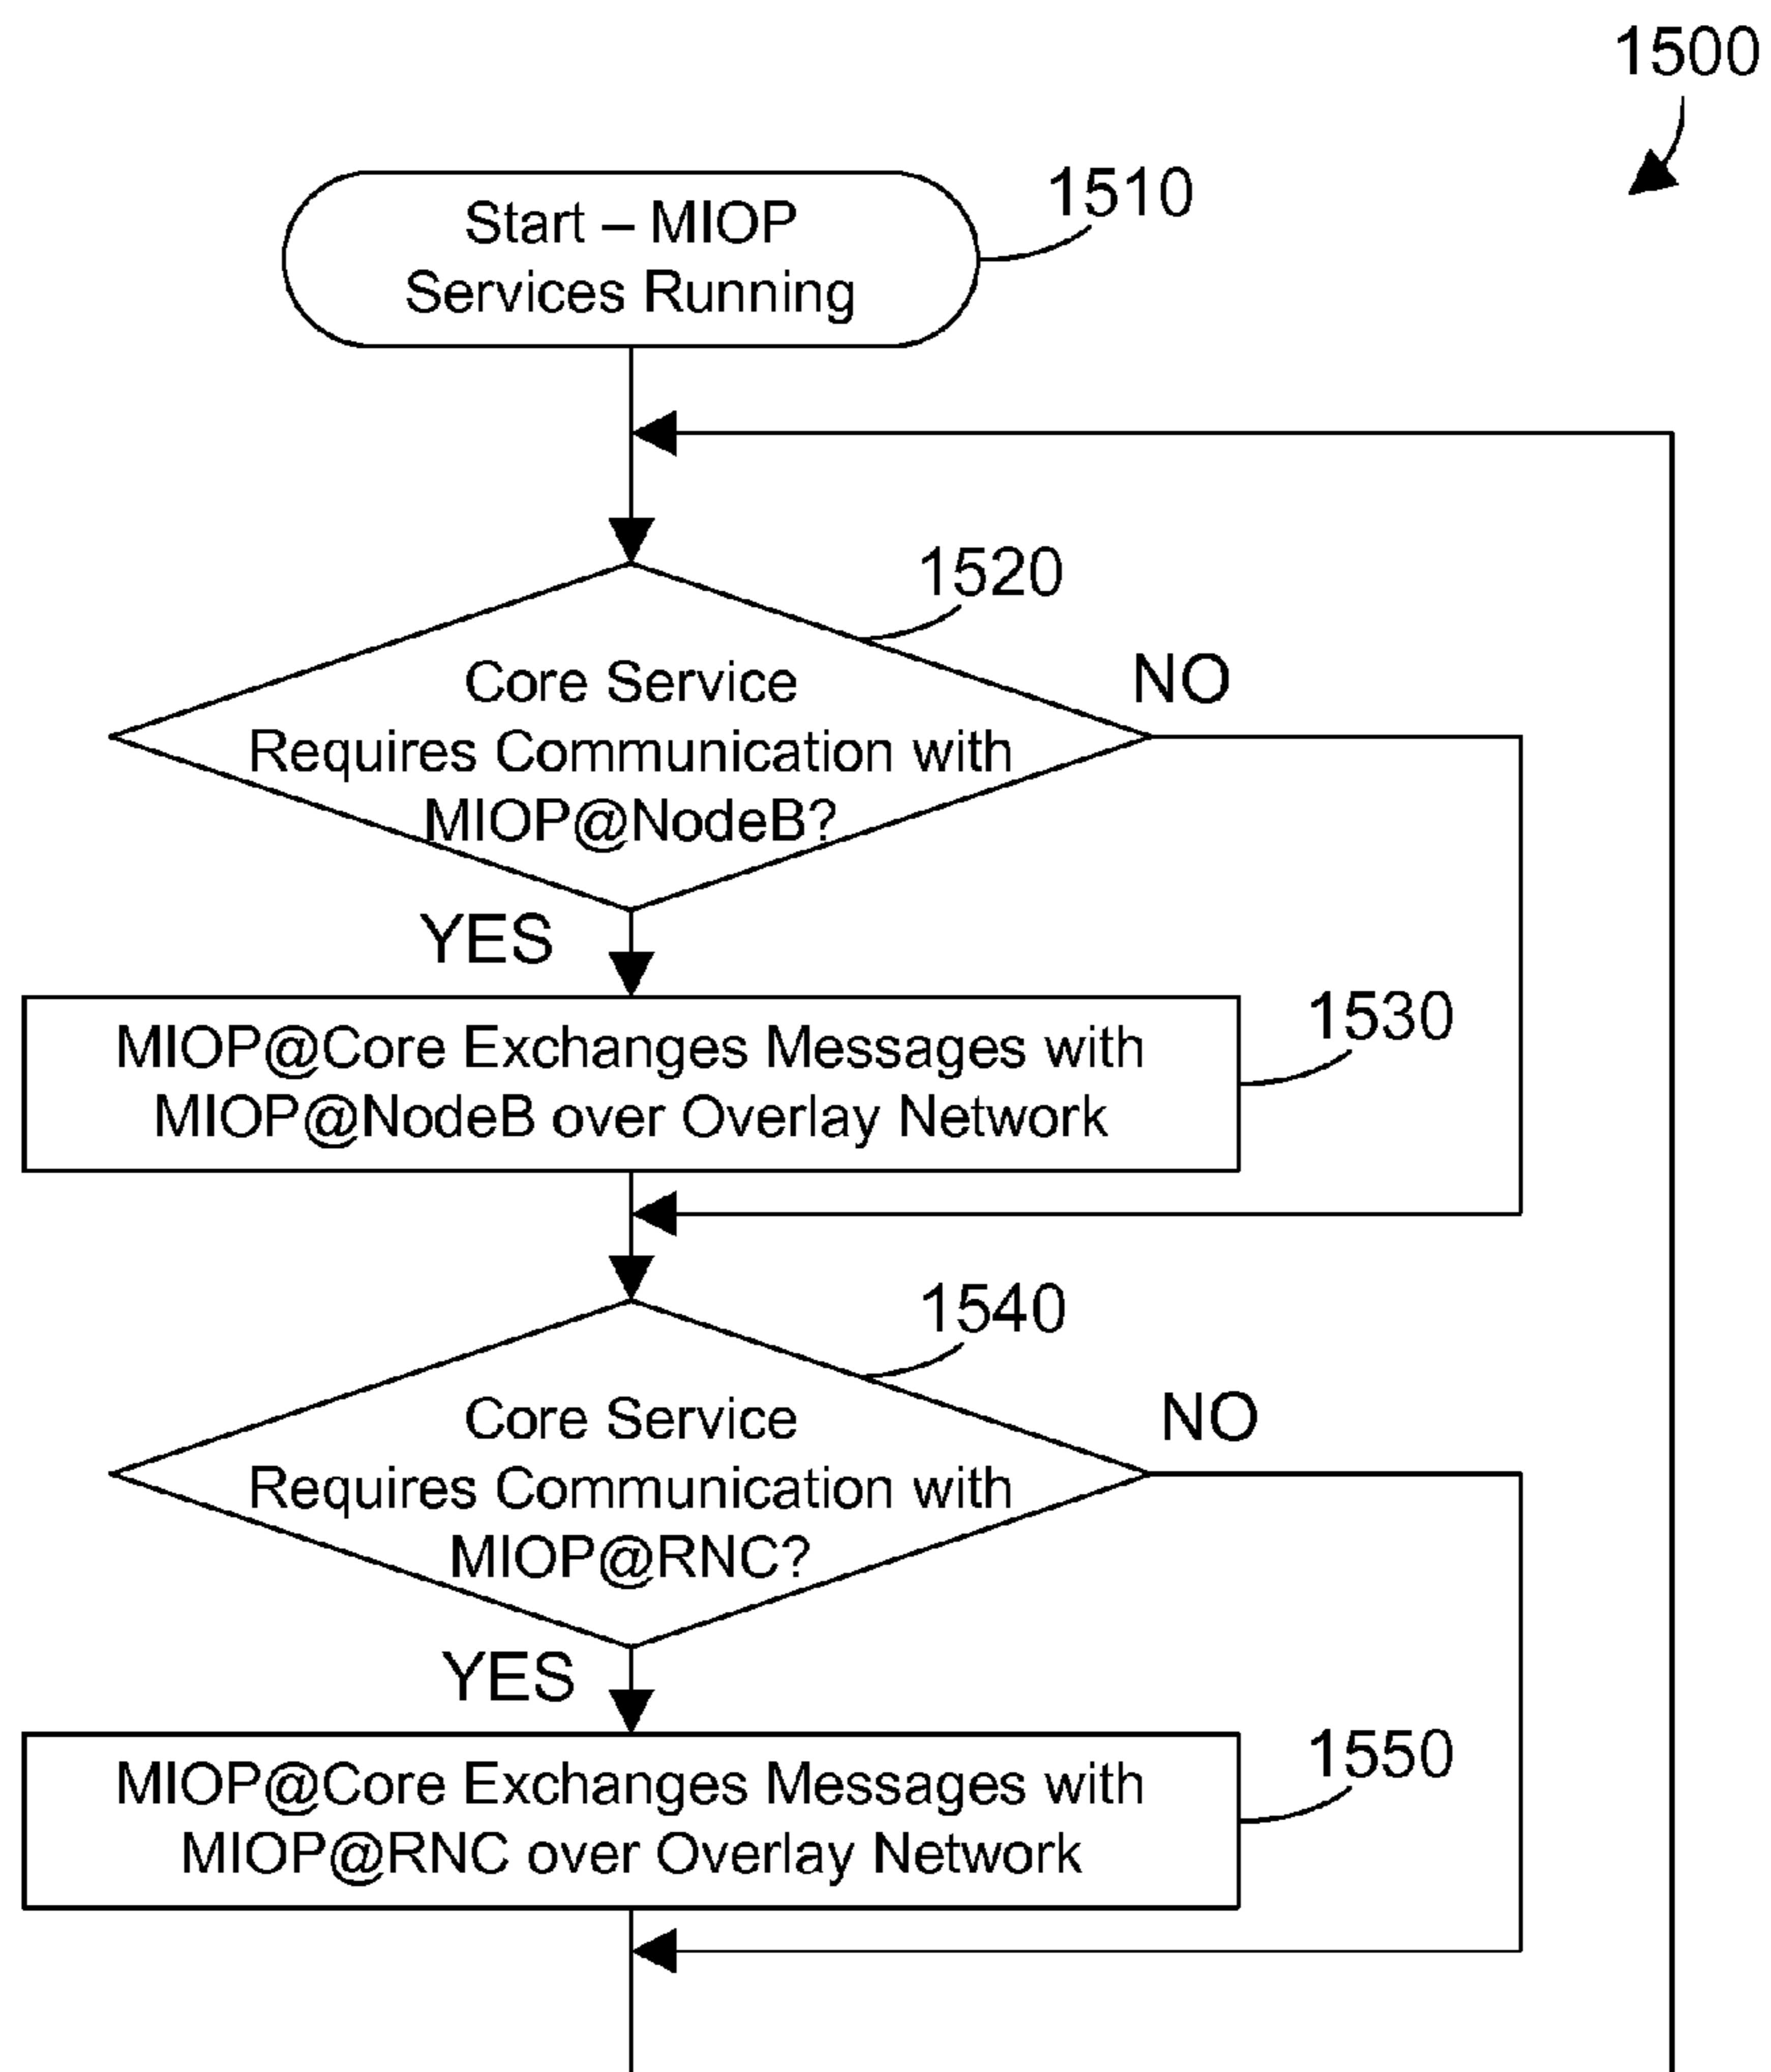 1500
Start – MIOP
Services Running
1510
1520
Core Service
Requires Communication with
MIOP@NodeB?
NO
YES
MIOP@Core Exchanges Messages with
MIOP@NodeB over Overlay Network
1530
1540
Core Service
Requires Communication with
MIOP@RNC?
NO
YES
MIOP@Core Exchanges Messages with
MIOP@RNC over Overlay Network
1550